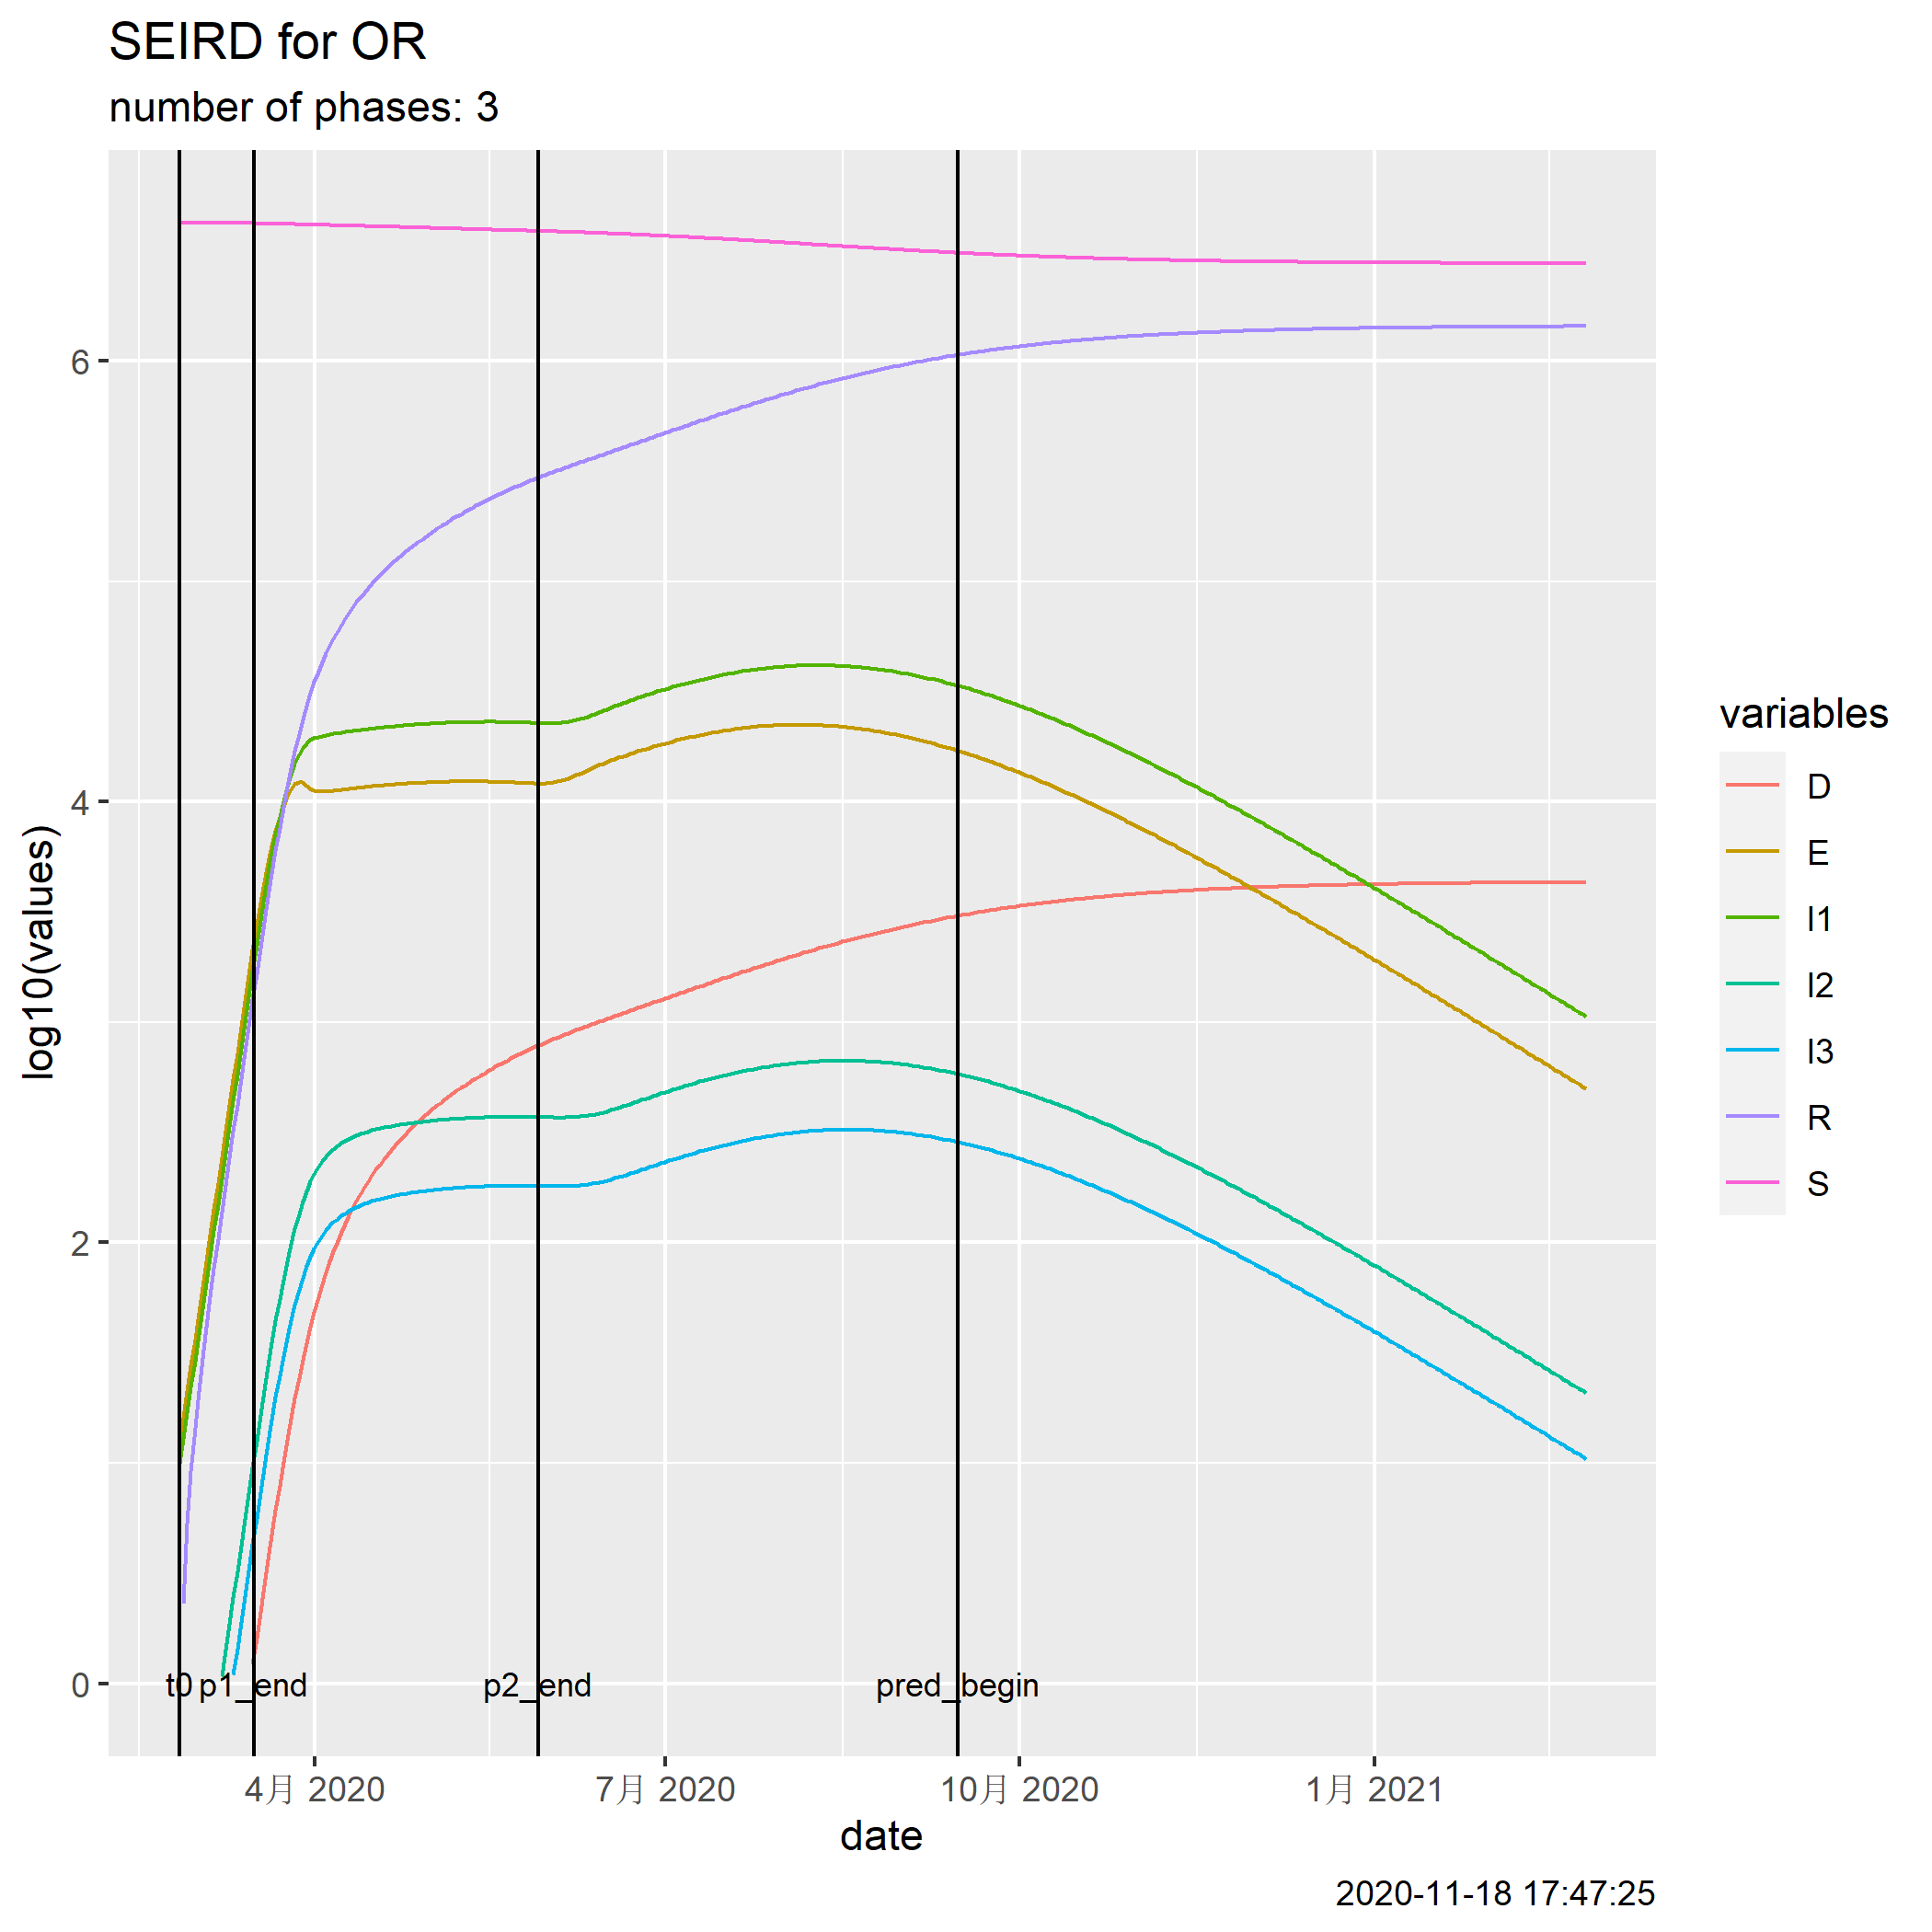 SEIRD for OR
number of phases: 3
log10(values)
6
4
2
0
t0 p1_end p2_end pred_begin
4月 2020 7月 2020 10月 2020 1月 2021
date
variables
D
E
I1
I2
I3
R
S
2020-11-18 17:47:25